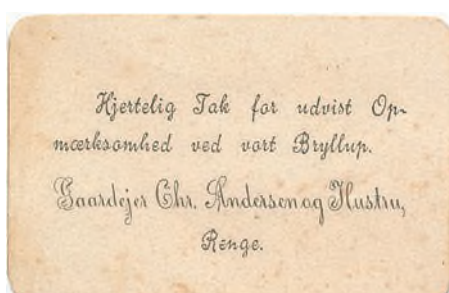 Hjertelig Tak for udvist Op-
mærksomhed ved vort Bryllup.
Gaardejer Chr. Andersen og Hustru,
Renge.